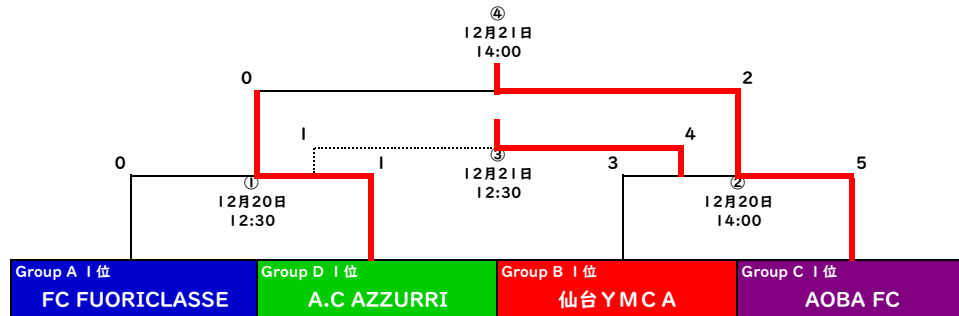 ④
12月21日
14:00
0
2
1
4
0
1
③
3
5
12月21日
12:30
①
12月20日
12:30
②
12月20日
14:00
Group A 1位
FC FUORICLASSE
Group D 1位
A.C AZZURRI
Group B 1位
仙台YMCA
Group C 1位
AOBA FC